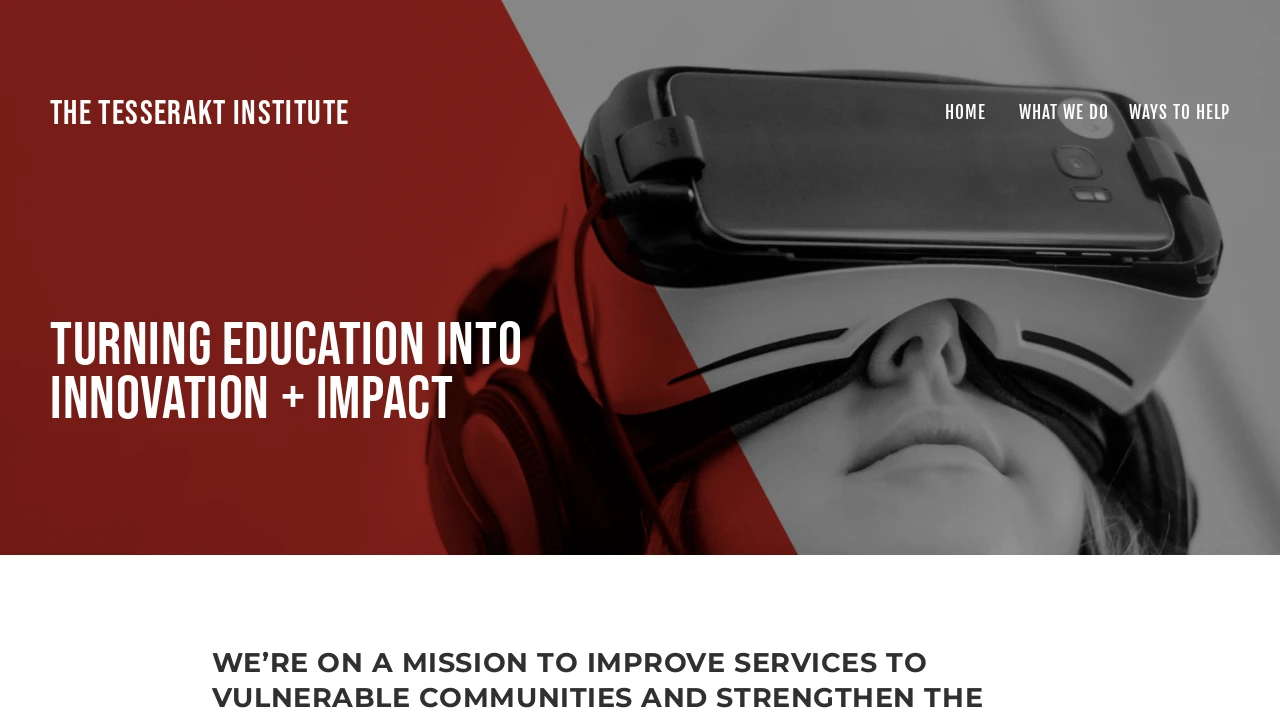 THE TESSERAKT INSTITUTE
HOME WHAT WE DO WAYS TO HELP
TURNING EDUCATION INTO
INNOVATION + IMPACT
WE’RE ON A MISSION TO IMPROVE SERVICES TO
VULNERABLE COMMUNITIES AND STRENGTHEN THE